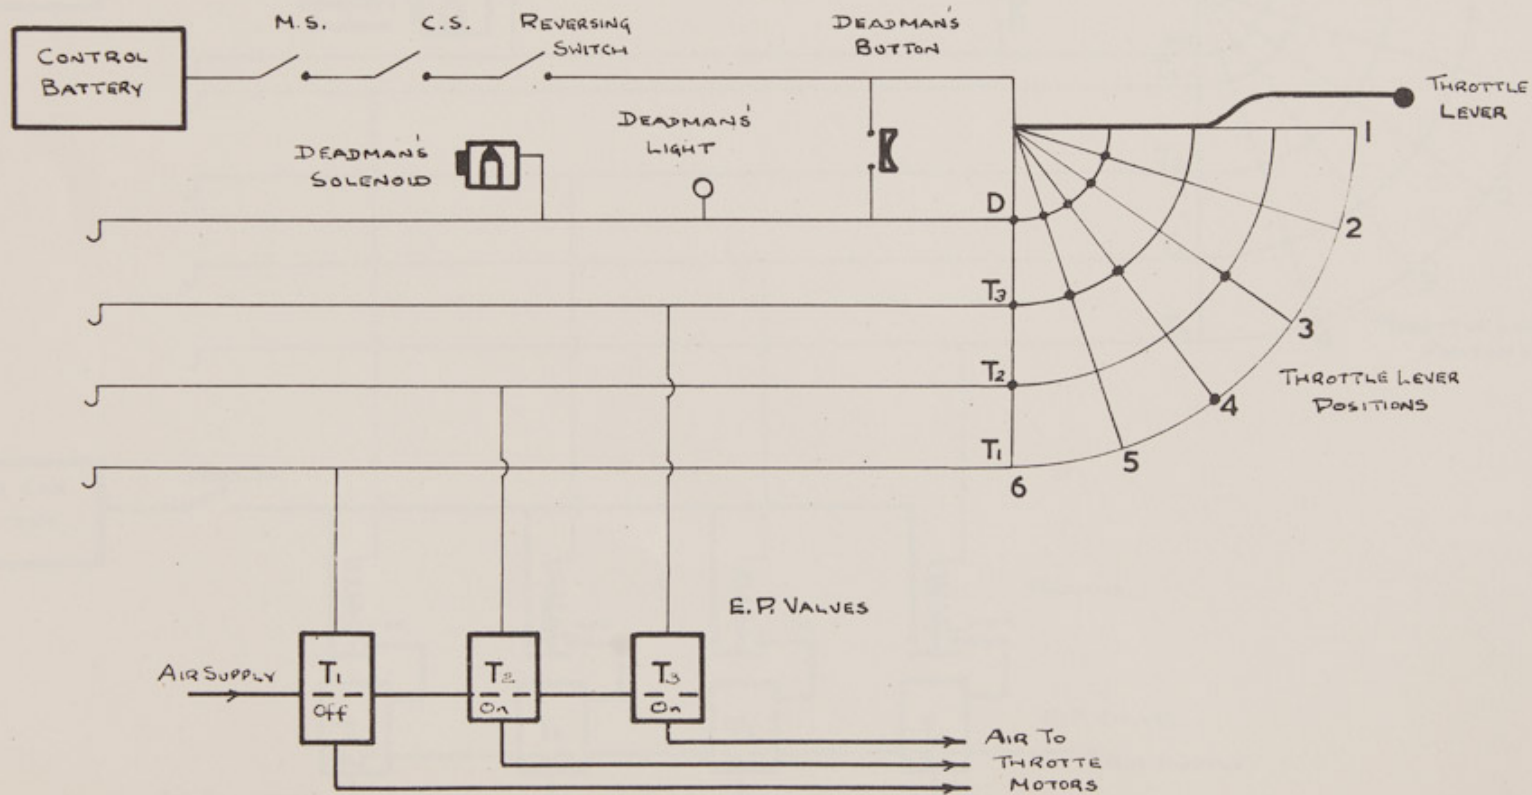 M.S.
C.S.
REVERSING
SWITCH
DEADMAN'S
BUTTON
CONTROL
BATTERY
THROTTLE
LEVER
DEADMAN'S
SOLENOID
DEADMANS'
LIGHT
1
D
2
T3
3
T2
THROTTLE LEVER
POSITIONS
4
T1
5
6
E.P. VALVES
AIR SUPPLY
T1
Off
T2
On
T3
On
AIR TO
THROTTE
MOTORS